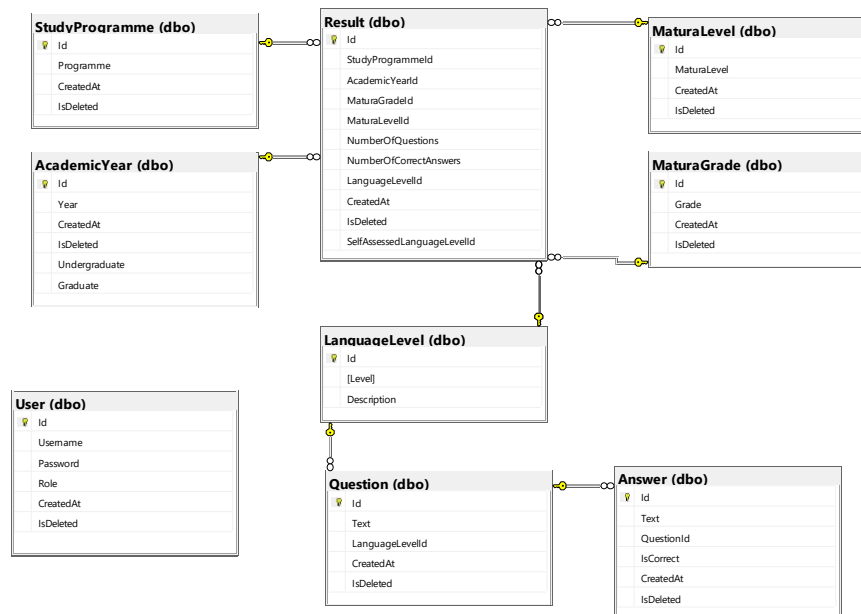 StudyProgramme (dbo)
Id
Programme
CreatedAt
IsDeleted
Result (dbo)
Id
StudyProgrammeId
AcademicYearId
MaturaGradeId
MaturaLevelId
NumberOfQuestions
NumberOfCorrectAnswers
LanguageLevelId
CreatedAt
IsDeleted
SelfAssessedLanguageLevelId
MaturaLevel (dbo)
Id
MaturaLevel
CreatedAt
IsDeleted
AcademicYear (dbo)
Id
Year
CreatedAt
IsDeleted
Undergraduate
Graduate
MaturaGrade (dbo)
Id
Grade
CreatedAt
IsDeleted
LanguageLevel (dbo)
Id
[Level]
Description
User (dbo)
Id
Username
Password
Role
CreatedAt
IsDeleted
Question (dbo)
Id
Text
LanguageLevelId
CreatedAt
IsDeleted
Answer (dbo)
Id
Text
QuestionId
IsCorrect
CreatedAt
IsDeleted